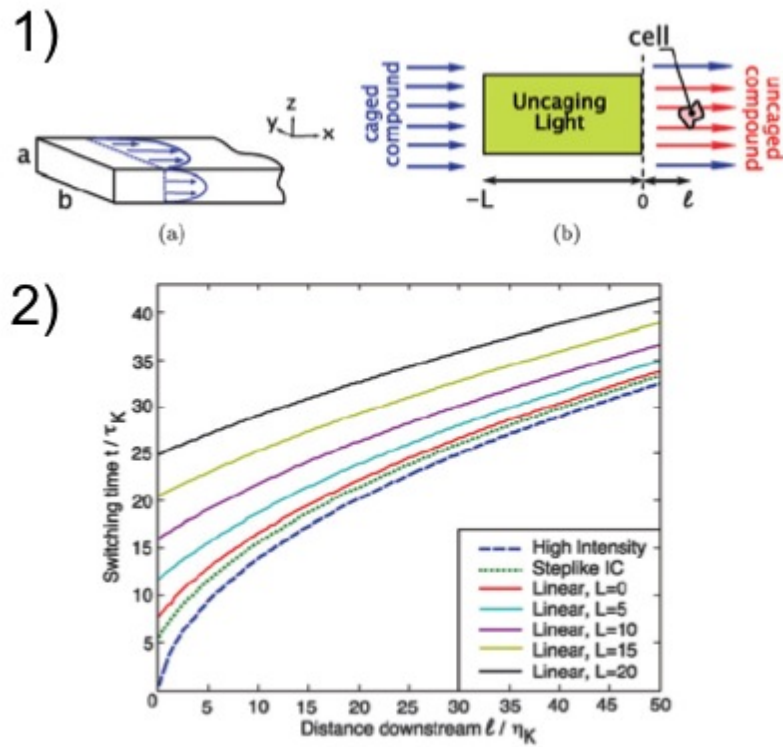 1)
a
b
z
y
x
(a)
(b)
caged
compound
Uncaging
Light
cell
uncaged
compound
-L
0
ℓ
2)
Switching time t / τK
40
35
30
25
20
15
10
5
0
5
10
15
20
25
30
35
40
45
50
Distance downstream ℓ / ηK
High Intensity
Steplike IC
Linear, L=0
Linear, L=5
Linear, L=10
Linear, L=15
Linear, L=20